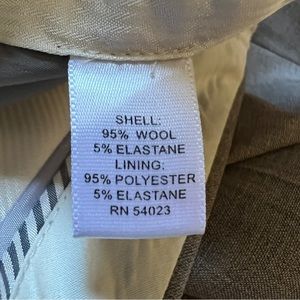 SHELL:
95% WOOL
5% ELASTANE
LINING:
95% POLYESTER
5% ELASTANE
RN 54023